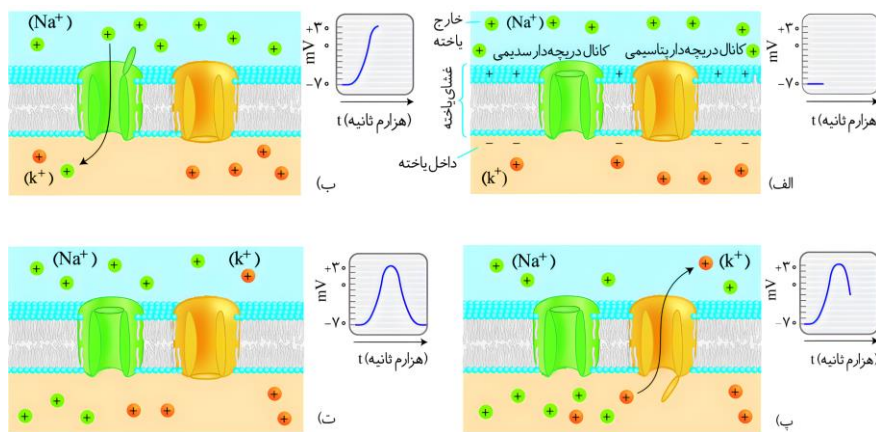 خارج
یاخته
(Na⁺)
کانال دریچه‌دار سدیمی
کانال دریچه‌دار پتاسیمی
غشای یاخته
داخل یاخته
(k⁺)
+۳۰
mV
−۷۰
t (هزارم ثانیه)
الف)
(Na⁺)
(k⁺)
+۳۰
mV
−۷۰
t (هزارم ثانیه)
ب)
(Na⁺)
(k⁺)
+۳۰
mV
−۷۰
t (هزارم ثانیه)
پ)
(Na⁺)
(k⁺)
+۳۰
mV
−۷۰
t (هزارم ثانیه)
ت)